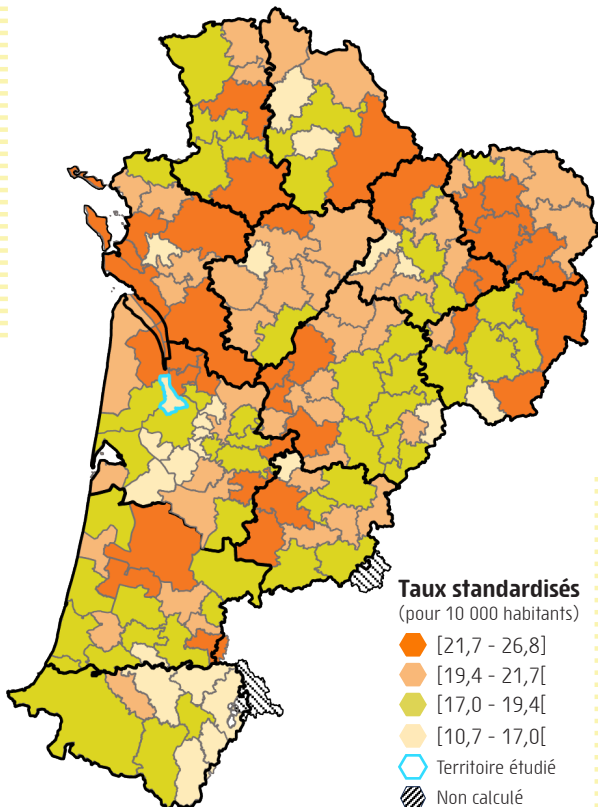 Taux standardisés
(pour 10 000 habitants)
[21,7 - 26,8]
[19,4 - 21,7[
[17,0 - 19,4[
[10,7 - 17,0[
Territoire étudié
Non calculé